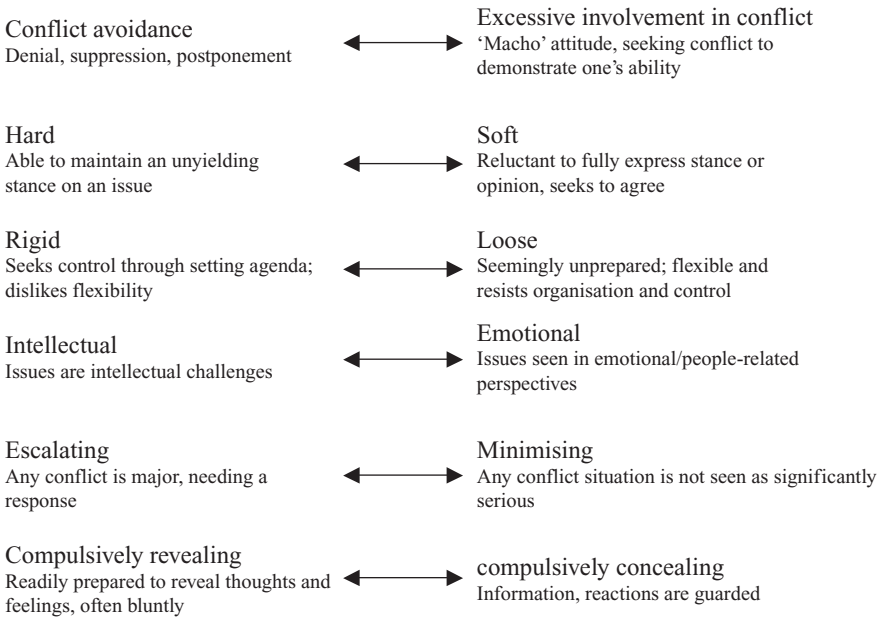 Conflict avoidance
Denial, suppression, postponement
Excessive involvement in conflict
‘Macho’ attitude, seeking conflict to
demonstrate one’s ability
Hard
Able to maintain an unyielding
stance on an issue
Soft
Reluctant to fully express stance or
opinion, seeks to agree
Rigid
Seeks control through setting agenda;
dislikes flexibility
Loose
Seemingly unprepared; flexible and
resists organisation and control
Intellectual
Issues are intellectual challenges
Emotional
Issues seen in emotional/people-related
perspectives
Escalating
Any conflict is major, needing a
response
Minimising
Any conflict situation is not seen as significantly
serious
Compulsively revealing
Readily prepared to reveal thoughts and
feelings, often bluntly
compulsively concealing
Information, reactions are guarded